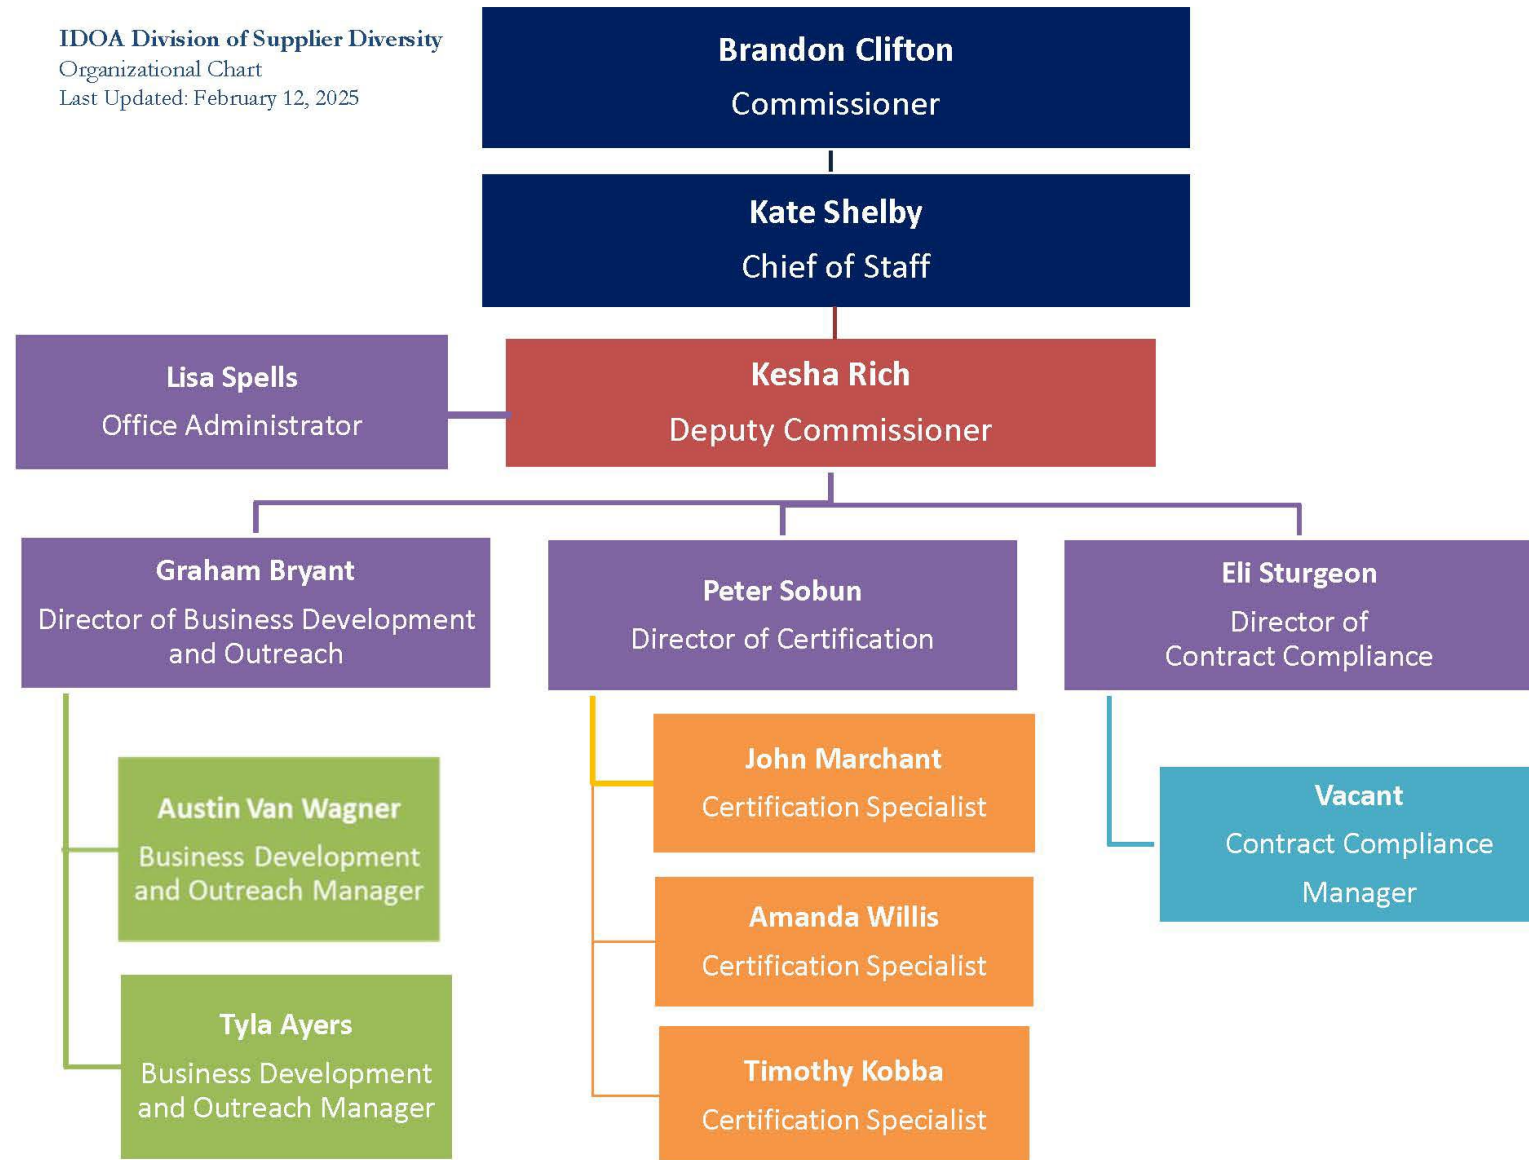 IDOA Division of Supplier Diversity
Organizational Chart
Last Updated: February 12, 2025
Brandon Clifton
Commissioner
Kate Shelby
Chief of Staff
Lisa Spells
Office Administrator
Kesha Rich
Deputy Commissioner
Graham Bryant
Director of Business Development
and Outreach
Austin Van Wagner
Business Development
and Outreach Manager
Tyla Ayers
Business Development
and Outreach Manager
Peter Sobun
Director of Certification
John Marchant
Certification Specialist
Amanda Willis
Certification Specialist
Timothy Kobba
Certification Specialist
Eli Sturgeon
Director of
Contract Compliance
Vacant
Contract Compliance
Manager